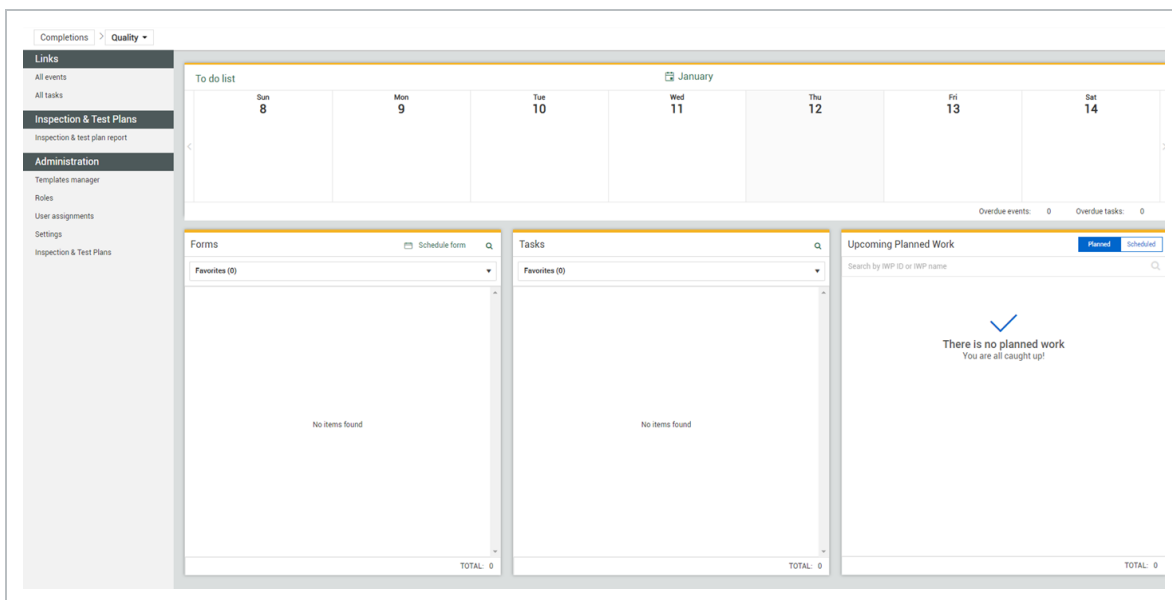 Completions > Quality
Links
All events
All tasks
Inspection & Test Plans
Inspection & test plan report
Administration
Templates manager
Roles
User assignments
Settings
Inspection & Test Plans
To do list
January
Sun Mon Tue Wed Thu Fri Sat
8 9 10 11 12 13 14
Overdue events: 0 Overdue tasks: 0
Forms Schedule form
Favorites (0)
No items found
TOTAL: 0
Tasks
Favorites (0)
No items found
TOTAL: 0
Upcoming Planned Work Planned Scheduled
Search by IWP ID or IWP name
There is no planned work
You are all caught up!
TOTAL: 0